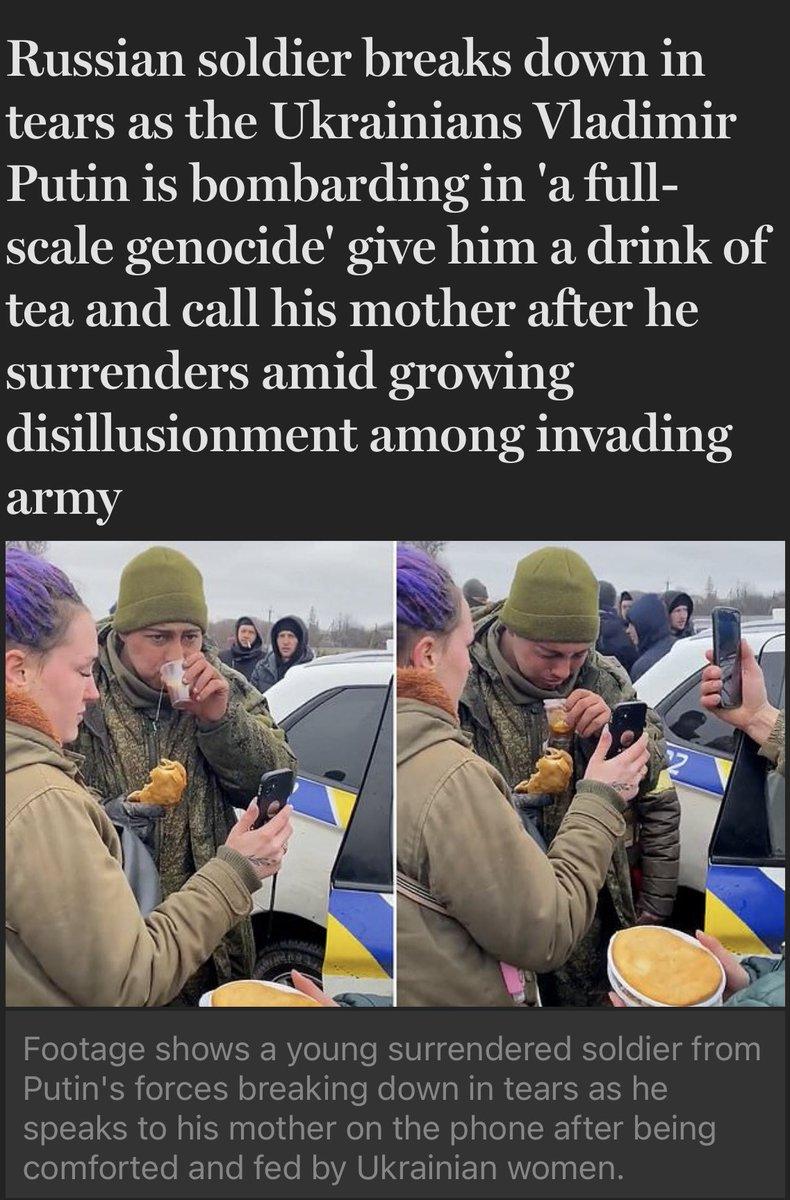 Russian soldier breaks down in
tears as the Ukrainians Vladimir
Putin is bombarding in 'a full-
scale genocide' give him a drink of
tea and call his mother after he
surrenders amid growing
disillusionment among invading
army
Footage shows a young surrendered soldier from
Putin's forces breaking down in tears as he
speaks to his mother on the phone after being
comforted and fed by Ukrainian women.